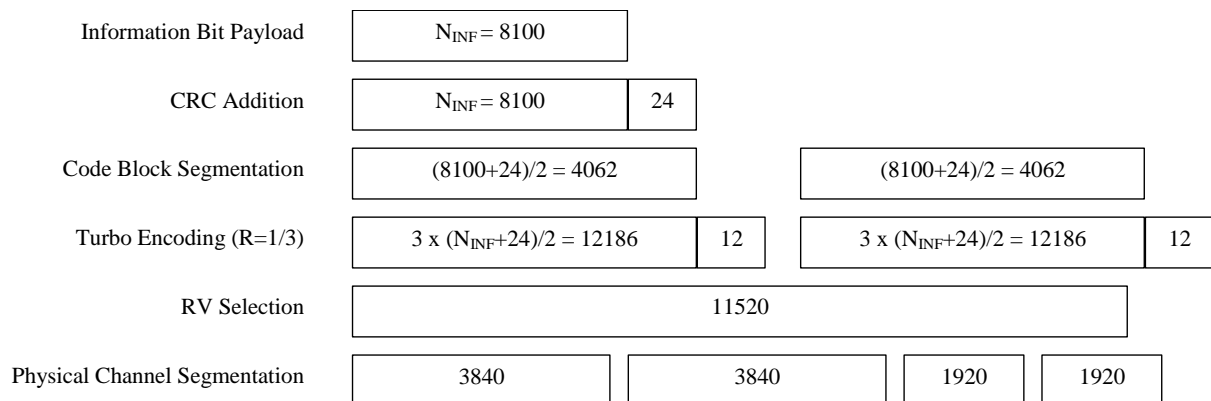 Information Bit Payload N_INF = 8100
CRC Addition N_INF = 8100 24
Code Block Segmentation (8100+24)/2 = 4062 (8100+24)/2 = 4062
Turbo Encoding (R=1/3) 3 x (N_INF+24)/2 = 12186 12 3 x (N_INF+24)/2 = 12186 12
RV Selection 11520
Physical Channel Segmentation 3840 3840 1920 1920